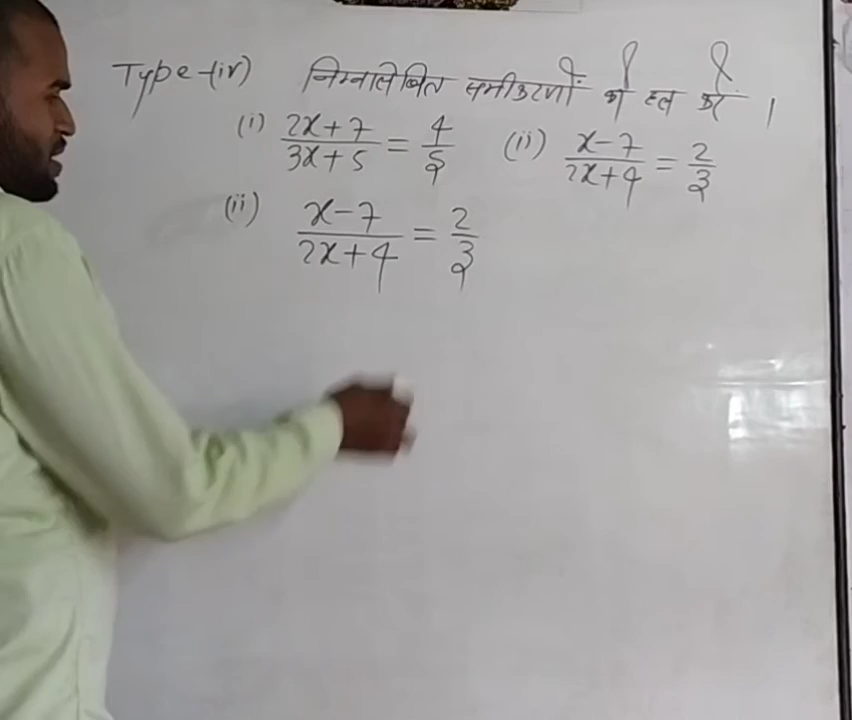 Type-(iv) निम्नलिखित समीकरणों को हल करें ।
(i) 2x+7/3x+5 = 4/5 (ii) x-7/2x+4 = 2/3
(ii) x-7/2x+4 = 2/3